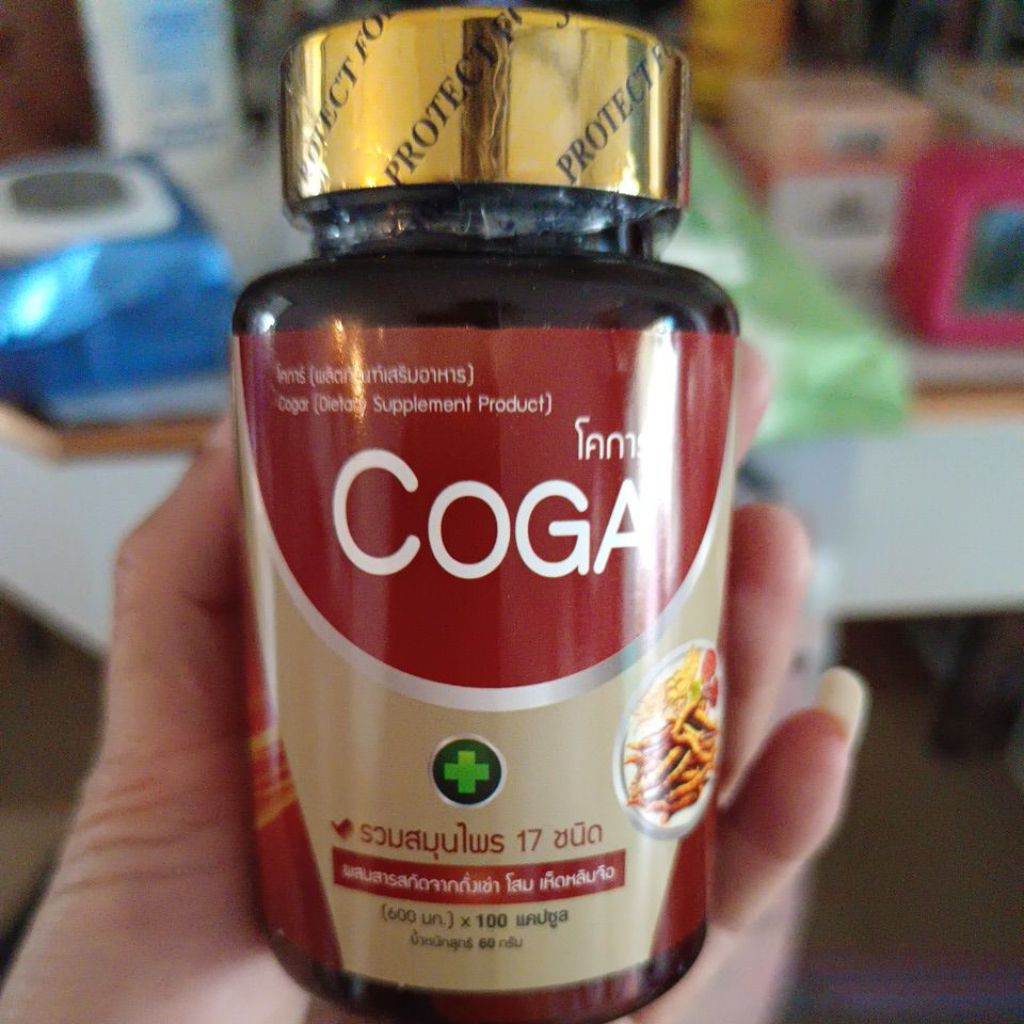 PROTECT FO
PROTECT F
PROTECT FO
โคการ์ (ผลิตภัณฑ์เสริมอาหาร)
Cogar (Dietary Supplement Product)
โคการ
COGA
รวมสมุนไพร 17 ชนิด
ผสมสารสกัดจากถั่งเช่า โสม เห็ดหลินจือ
(600 มก.) x 100 แคปซูล
น้ำหนักสุทธิ 60 กรัม